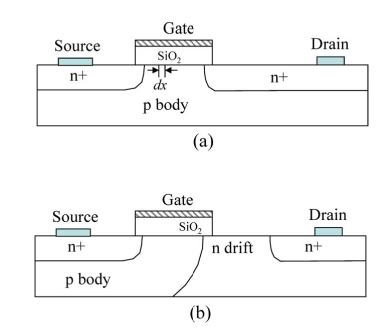 Gate
Source
SiO2
Drain
n+
n+
dx
p body
(a)
Gate
Source
SiO2
Drain
n+
n drift
n+
p body
(b)